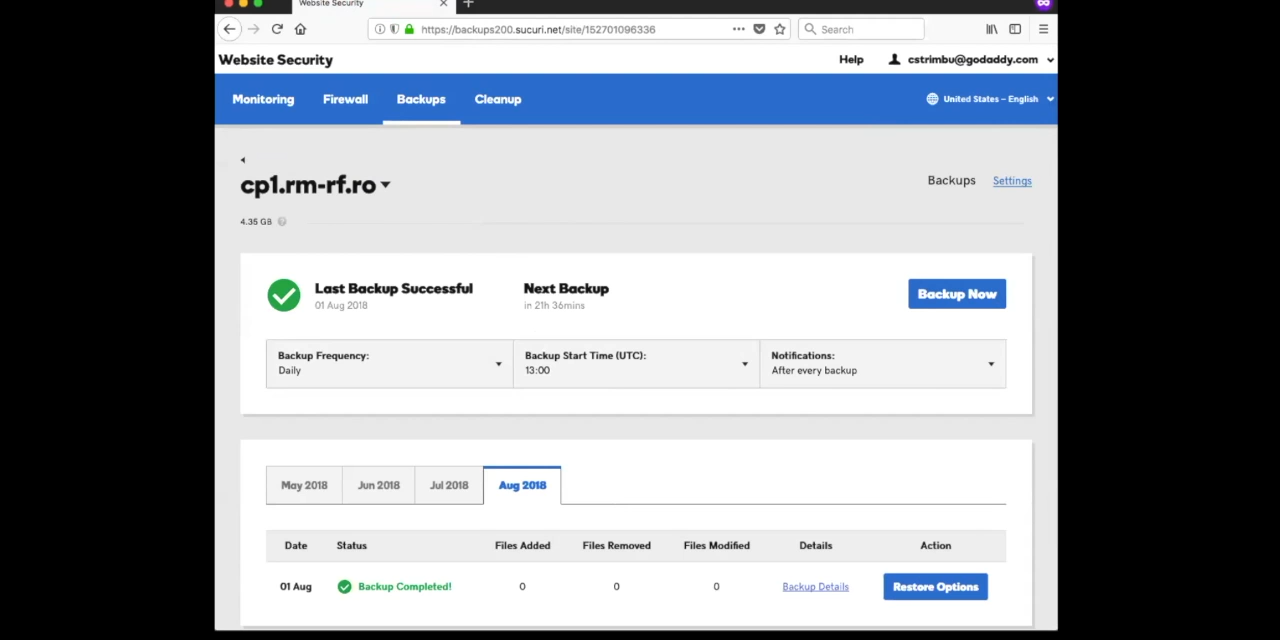 Website Security
https://backups200.sucuri.net/site/152701096336
Search
Website Security
Help
cstrimbu@godaddy.com
Monitoring Firewall Backups Cleanup
United States – English
cp1.rm-rf.ro
Backups Settings
4.35 GB
Last Backup Successful Next Backup
Backup Now
01 Aug 2018 in 21h 36mins
Backup Frequency: Backup Start Time (UTC): Notifications:
Daily 13:00 After every backup
May 2018 Jun 2018 Jul 2018 Aug 2018
Date Status Files Added Files Removed Files Modified Details Action
01 Aug Backup Completed! 0 0 0 Backup Details Restore Options